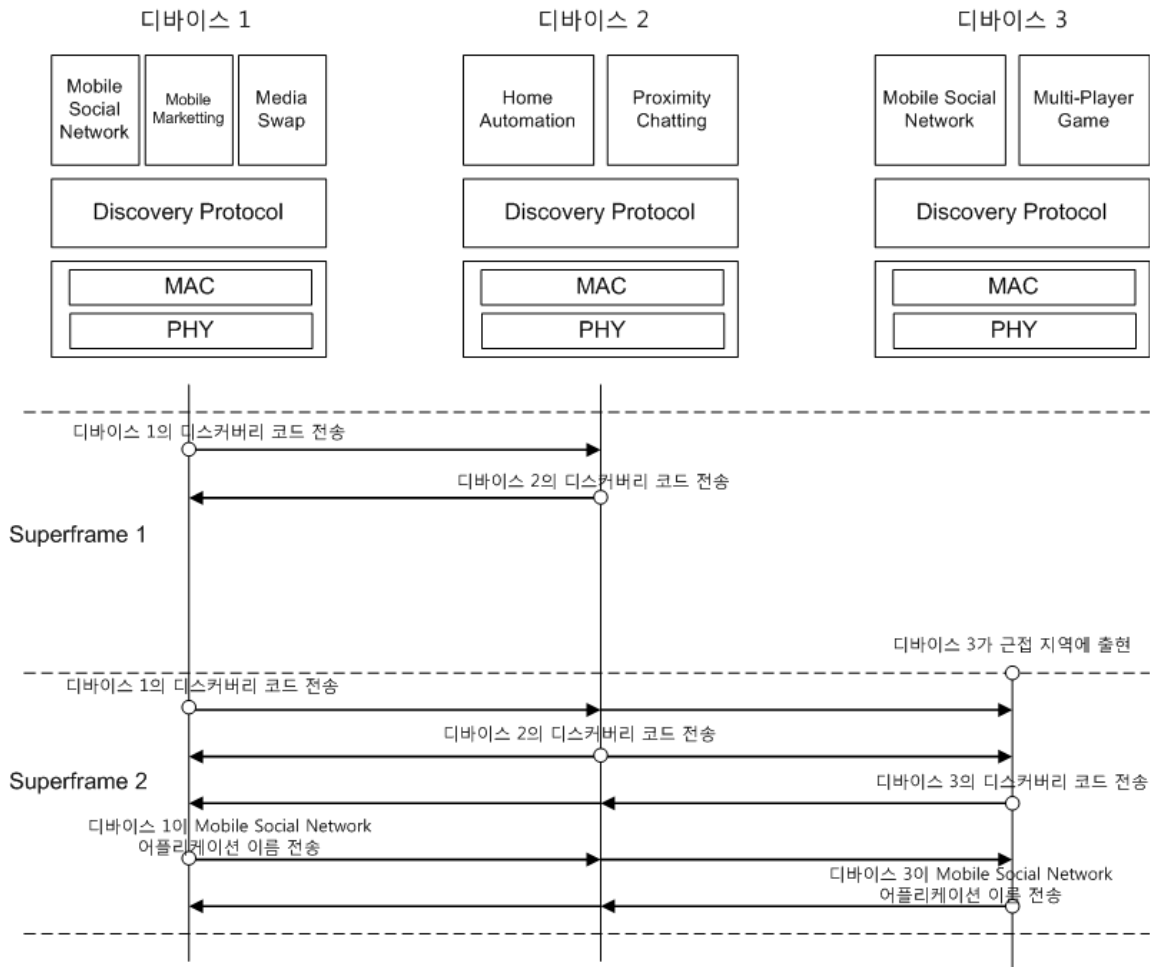 디바이스 1
디바이스 2
디바이스 3
Mobile
Social
Network
Mobile
Marketting
Media
Swap
Home
Automation
Proximity
Chatting
Mobile Social
Network
Multi-Player
Game
Discovery Protocol
Discovery Protocol
Discovery Protocol
MAC
MAC
MAC
PHY
PHY
PHY
디바이스 1의 디스커버리 코드 전송
디바이스 2의 디스커버리 코드 전송
Superframe 1
디바이스 3가 근접 지역에 출현
디바이스 1의 디스커버리 코드 전송
디바이스 2의 디스커버리 코드 전송
Superframe 2
디바이스 3의 디스커버리 코드 전송
디바이스 1이 Mobile Social Network
어플리케이션 이름 전송
디바이스 3이 Mobile Social Network
어플리케이션 이름 전송